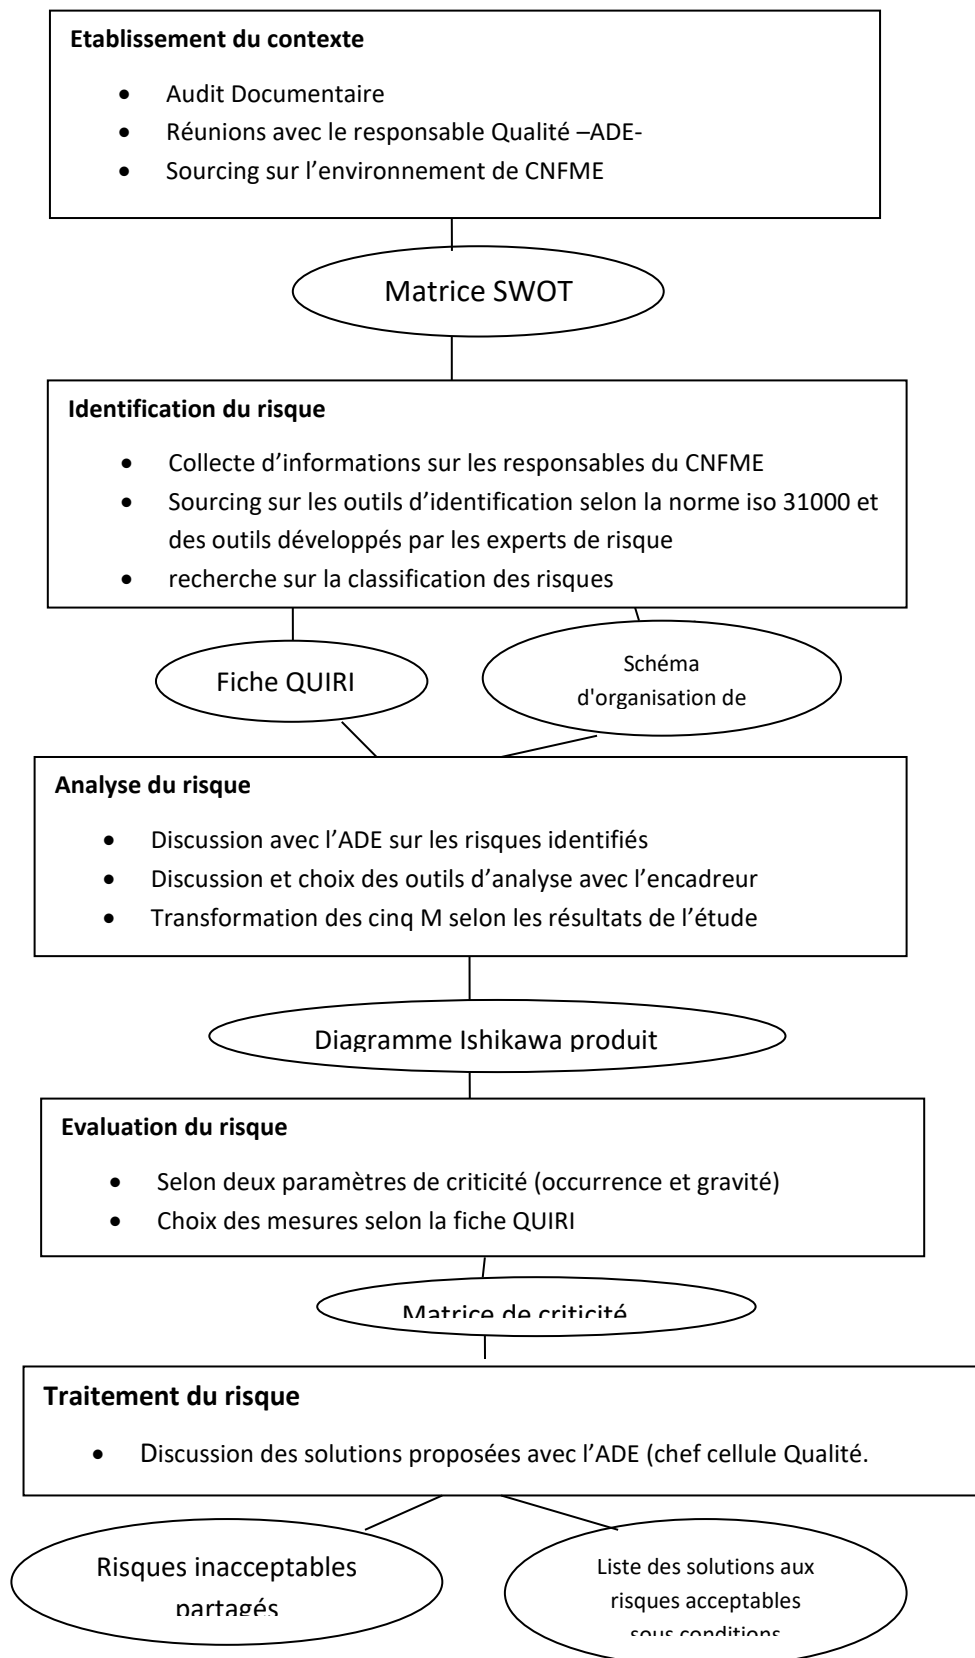 Etablissement du contexte
• Audit Documentaire
• Réunions avec le responsable Qualité –ADE-
• Sourcing sur l’environnement de CNFME
Matrice SWOT
Identification du risque
• Collecte d’informations sur les responsables du CNFME
• Sourcing sur les outils d’identification selon la norme iso 31000 et
des outils développés par les experts de risque
• recherche sur la classification des risques
Fiche QUIRI
Schéma
d'organisation de
Analyse du risque
• Discussion avec l’ADE sur les risques identifiés
• Discussion et choix des outils d’analyse avec l’encadreur
• Transformation des cinq M selon les résultats de l’étude
Diagramme Ishikawa produit
Evaluation du risque
• Selon deux paramètres de criticité (occurrence et gravité)
• Choix des mesures selon la fiche QUIRI
Matrice de criticité
Traitement du risque
• Discussion des solutions proposées avec l’ADE (chef cellule Qualité.
Risques inacceptables
partagés
Liste des solutions aux
risques acceptables
sous conditions